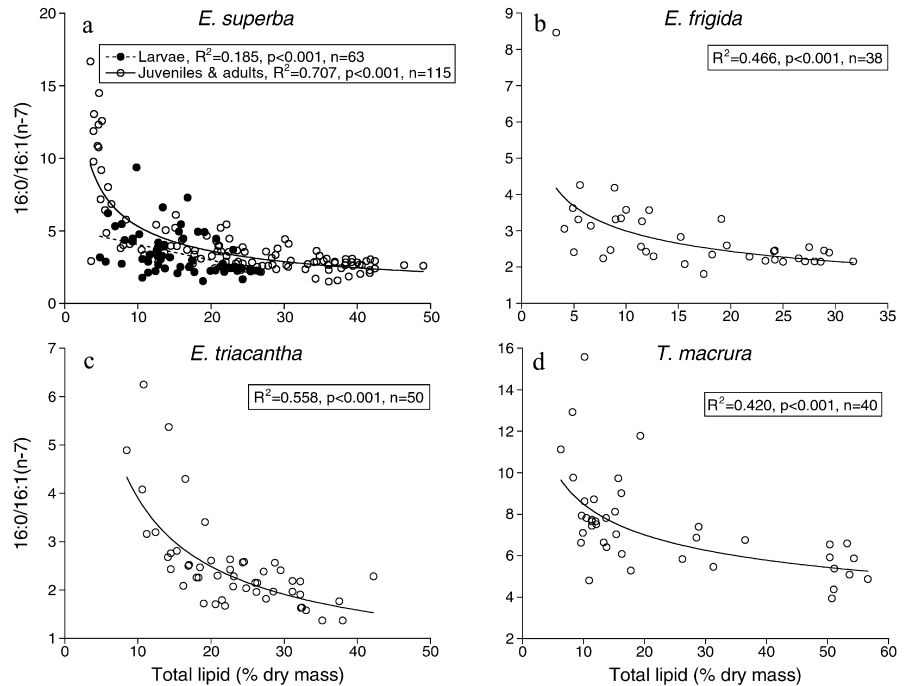 a
E. superba
Larvae, R²=0.185, p<0.001, n=63
Juveniles & adults, R²=0.707, p<0.001, n=115
16:0/16:1(n-7)
20
15
10
5
0
0 10 20 30 40 50
b
E. frigida
R²=0.466, p<0.001, n=38
9
8
7
6
5
4
3
2
1
0 5 10 15 20 25 30 35
c
E. triacantha
R²=0.558, p<0.001, n=50
16:0/16:1(n-7)
7
6
5
4
3
2
1
0 10 20 30 40 50
Total lipid (% dry mass)
d
T. macrura
R²=0.420, p<0.001, n=40
16
14
12
10
8
6
4
2
0 10 20 30 40 50 60
Total lipid (% dry mass)